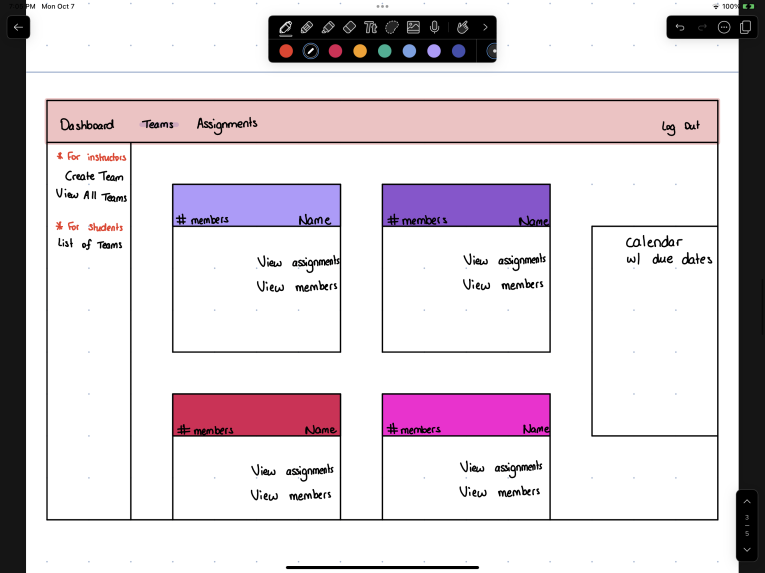 Mon Oct 7
100%
Tt
Dashboard Teams Assignments Log Out
* For instructors
Create Team
View All Teams
* For Students
List of Teams
# members Name
View assignments
View members
# members Name
View assignments
View members
Calendar
w/ due dates
# members Name
View assignments
View members
# members Name
View assignments
View members
3
5